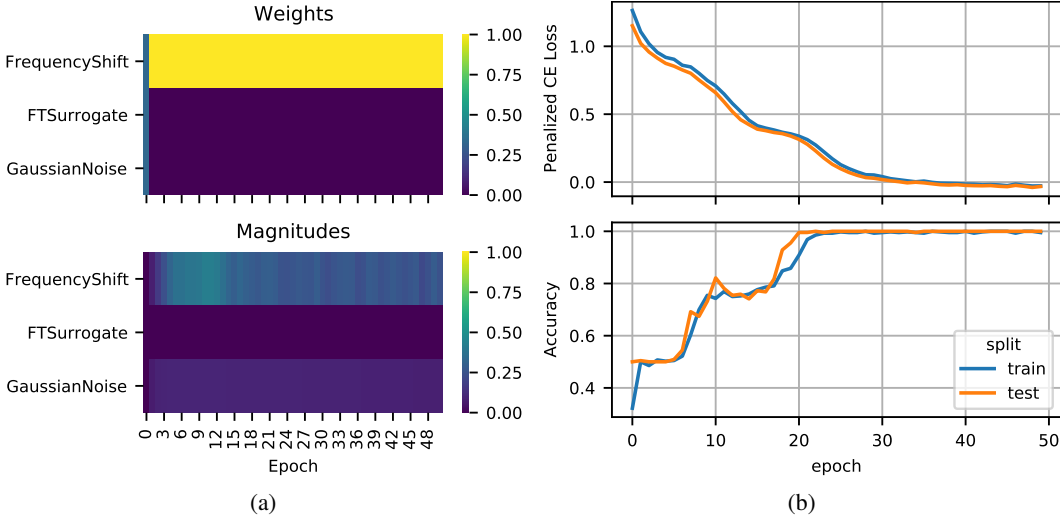 Weights
FrequencyShift
FTSurrogate
GaussianNoise
1.00
0.75
0.50
0.25
0.00
Magnitudes
FrequencyShift
FTSurrogate
GaussianNoise
1.00
0.75
0.50
0.25
0.00
0 3 6 9 12 15 18 21 24 27 30 33 36 39 42 45 48
Epoch
(a)
Penalized CE Loss
1.0
0.5
0.0
Accuracy
1.0
0.8
0.6
0.4
split
train
test
0 10 20 30 40 50
epoch
(b)